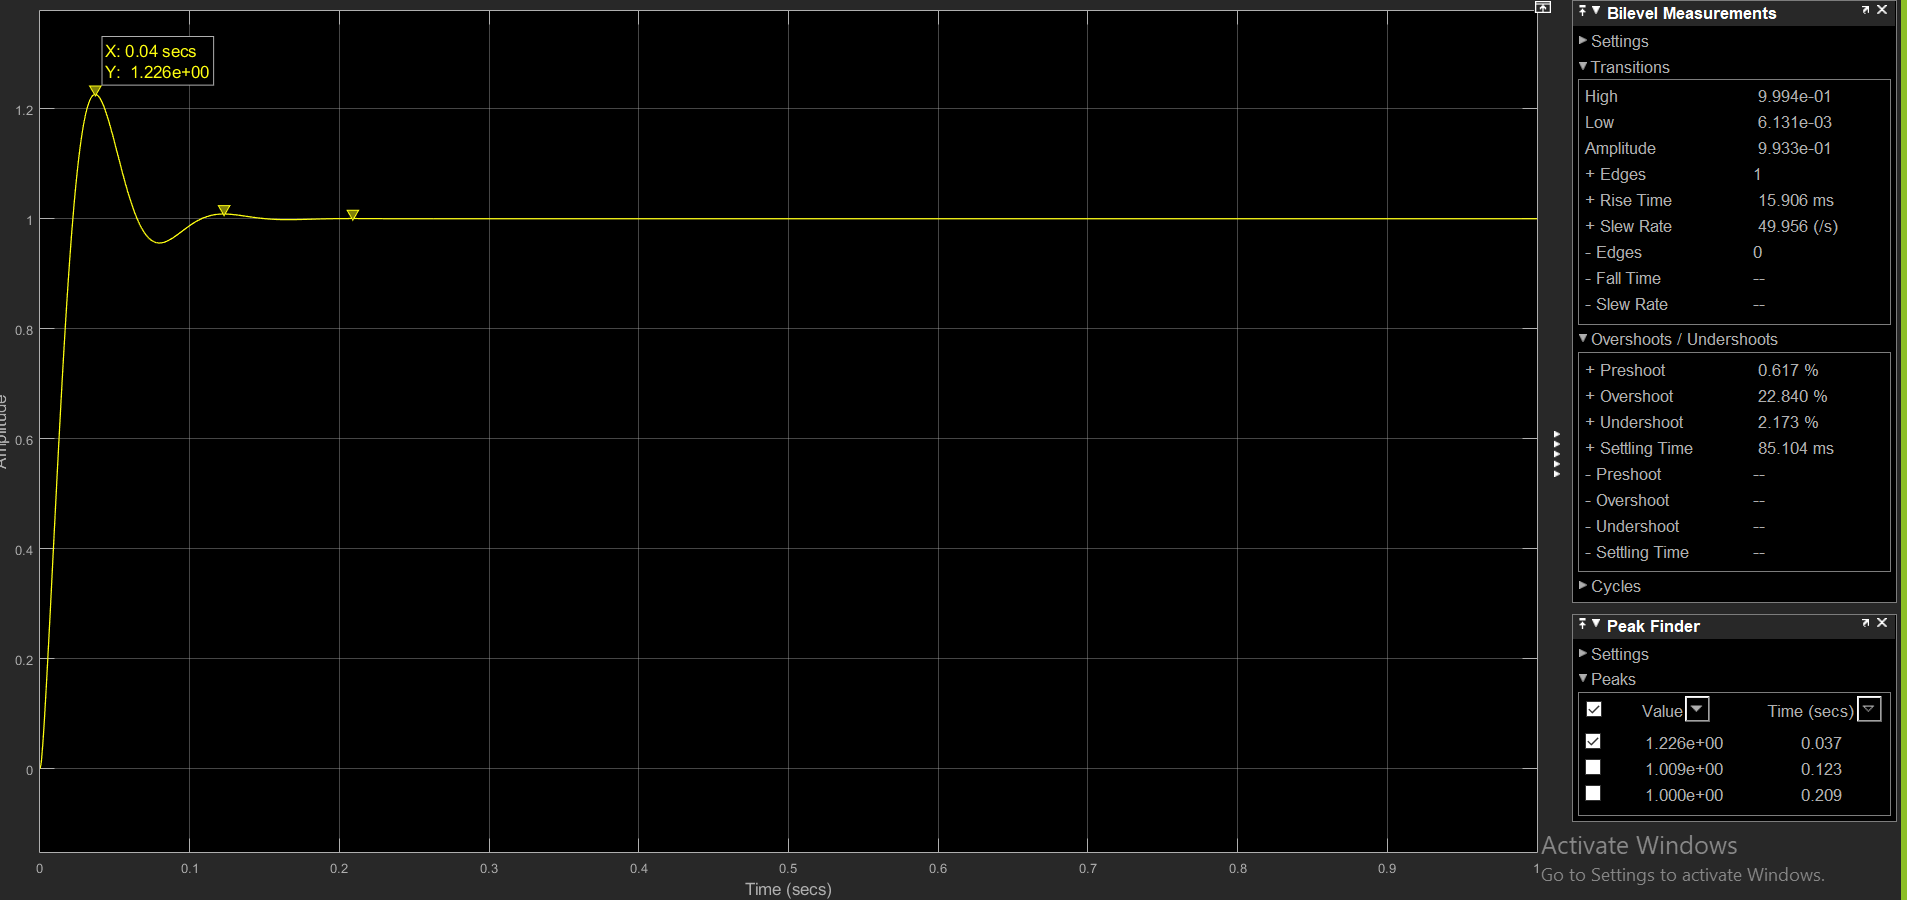 X: 0.04 secs
Y: 1.226e+00
1.2
1
0.8
0.6
0.4
0.2
0
Amplitude
0 0.1 0.2 0.3 0.4 0.5 0.6 0.7 0.8 0.9 1
Time (secs)
Bilevel Measurements
Settings
Transitions
High 9.994e-01
Low 6.131e-03
Amplitude 9.933e-01
+ Edges 1
+ Rise Time 15.906 ms
+ Slew Rate 49.956 (/s)
- Edges 0
- Fall Time --
- Slew Rate --
Overshoots / Undershoots
+ Preshoot 0.617 %
+ Overshoot 22.840 %
+ Undershoot 2.173 %
+ Settling Time 85.104 ms
- Preshoot --
- Overshoot --
- Undershoot --
- Settling Time --
Cycles
Peak Finder
Settings
Peaks
Value Time (secs)
1.226e+00 0.037
1.009e+00 0.123
1.000e+00 0.209
Activate Windows
Go to Settings to activate Windows.